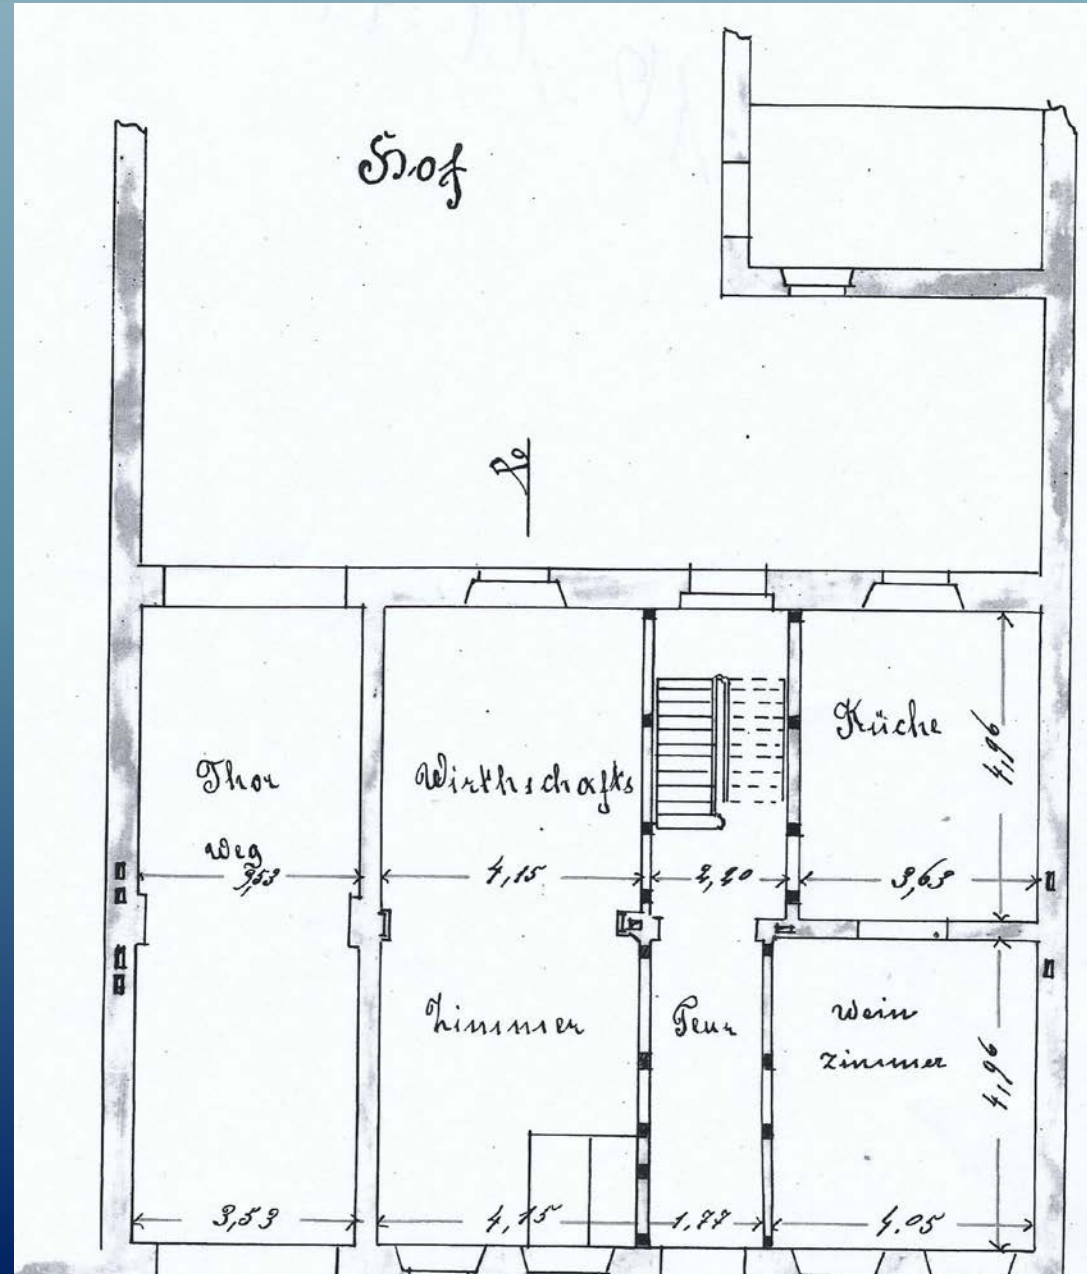 Hof
Küche
4,96
Thor
weg
Wirthschafts
3,53
4,15
2,20
3,63
Zimmer
wein
zimmer
4,96
3,53
4,15
1,77
4.05